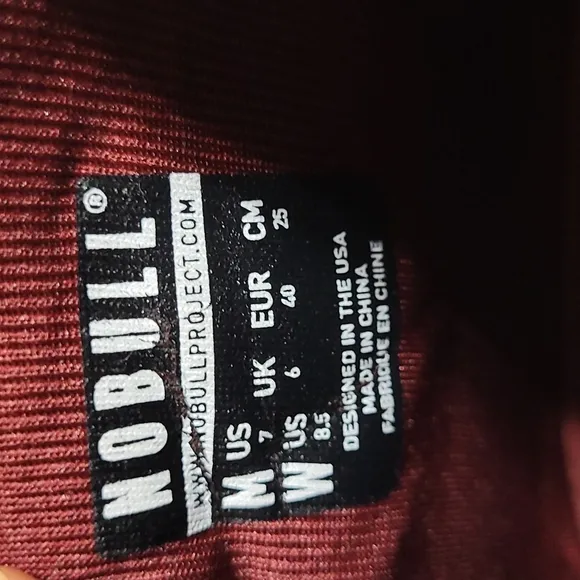 NOBULL®
WWW.NOBULLPROJECT.COM
M US UK EUR CM
7 6 40 25
W US
8.5
DESIGNED IN THE USA
MADE IN CHINA
FABRIQUE EN CHINE